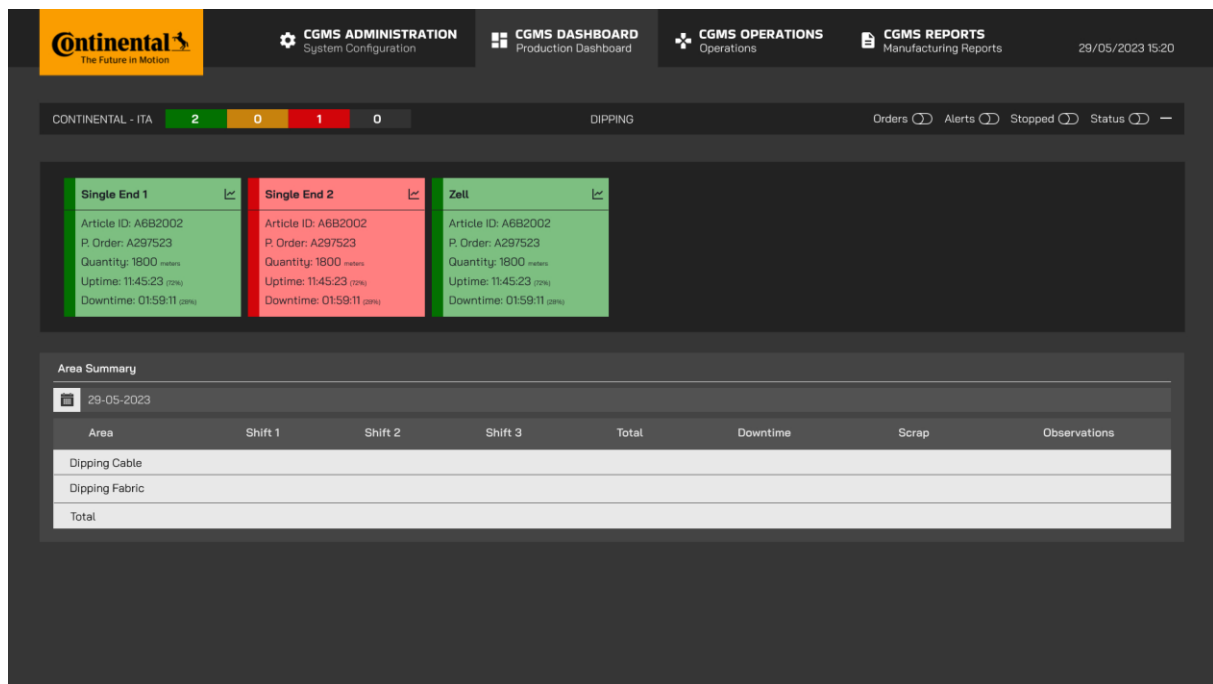 Continental
The Future in Motion
CGMS ADMINISTRATION
System Configuration
CGMS DASHBOARD
Production Dashboard
CGMS OPERATIONS
Operations
CGMS REPORTS
Manufacturing Reports
29/05/2023 15:20
CONTINENTAL - ITA 2 0 1 0 DIPPING Orders Alerts Stopped Status
Single End 1
Article ID: A6B2002
P. Order: A297523
Quantity: 1800 meters
Uptime: 11:45:23 (72%)
Downtime: 01:59:11 (28%)
Single End 2
Article ID: A6B2002
P. Order: A297523
Quantity: 1800 meters
Uptime: 11:45:23 (72%)
Downtime: 01:59:11 (28%)
Zell
Article ID: A6B2002
P. Order: A297523
Quantity: 1800 meters
Uptime: 11:45:23 (72%)
Downtime: 01:59:11 (28%)
Area Summary
29-05-2023
Area Shift 1 Shift 2 Shift 3 Total Downtime Scrap Observations
Dipping Cable
Dipping Fabric
Total